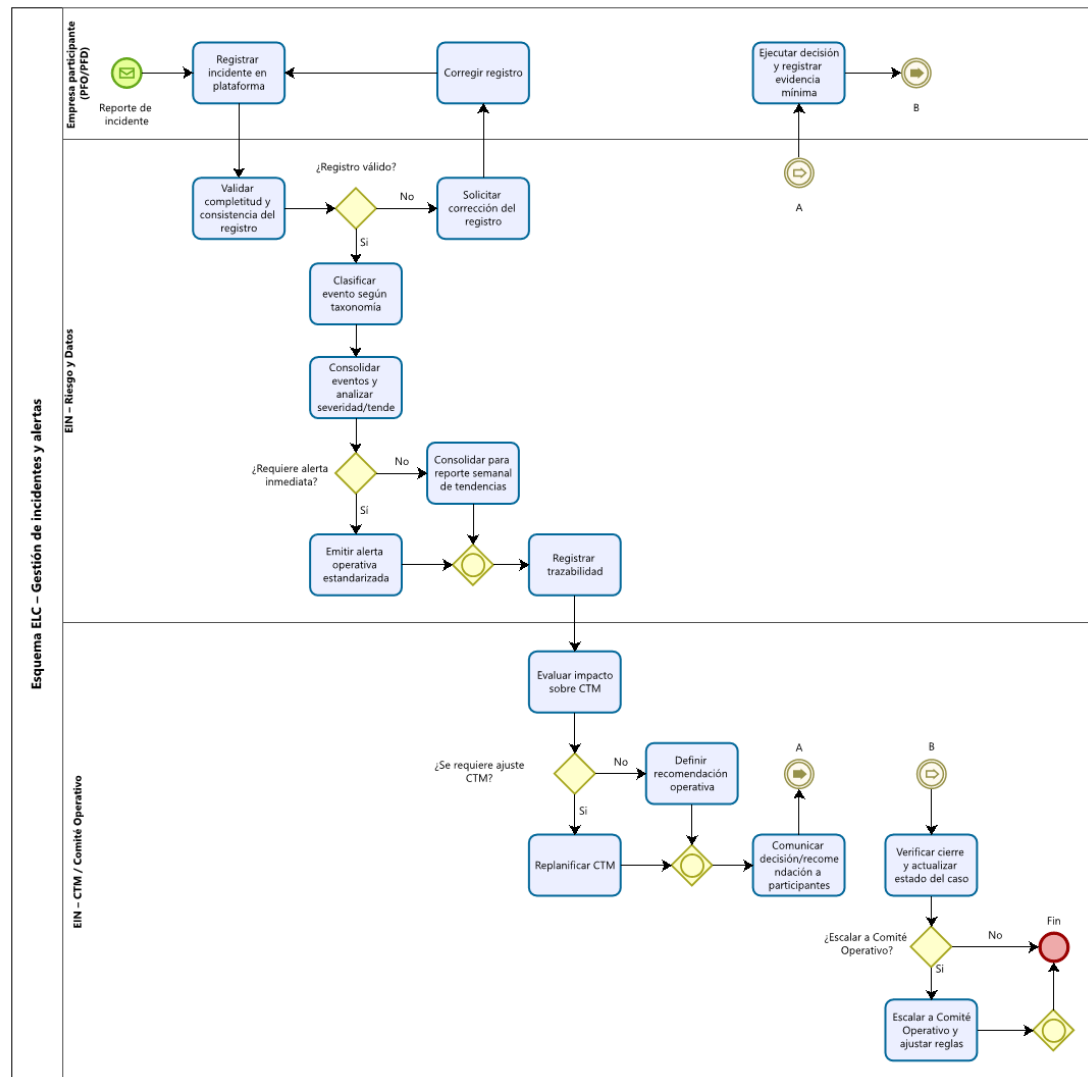 Esquema ELC – Gestión de incidentes y alertas
Empresa participante
(PFO/PFD)
Reporte de
incidente
Registrar
incidente en
plataforma
Corregir registro
Ejecutar decisión
y registrar
evidencia
mínima
B
EIN – Riesgo y Datos
Validar
completitud y
consistencia del
registro
¿Registro válido?
No
Si
Solicitar
corrección del
registro
A
Clasificar
evento según
taxonomía
Consolidar
eventos y
analizar
severidad/tende
¿Requiere alerta
inmediata?
No
Sí
Consolidar para
reporte semanal
de tendencias
Emitir alerta
operativa
estandarizada
Registrar
trazabilidad
EIN – CTM / Comité Operativo
Evaluar impacto
sobre CTM
¿Se requiere ajuste
CTM?
No
Si
Definir
recomendación
operativa
A
B
Replanificar CTM
Comunicar
decisión/recome
ndación a
participantes
Verificar cierre
y actualizar
estado del caso
¿Escalar a Comité
Operativo?
No
Si
Fin
Escalar a Comité
Operativo y
ajustar reglas